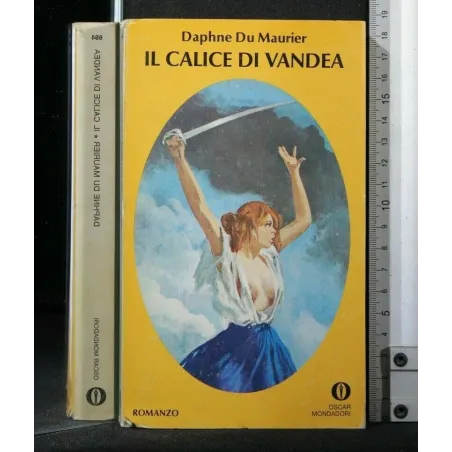 DAPHNE DU MAURIER • IL CALICE DI VANDEA
OSCAR MONDADORI
Daphne Du Maurier
IL CALICE DI VANDEA
ROMANZO
OSCAR
MONDADORI